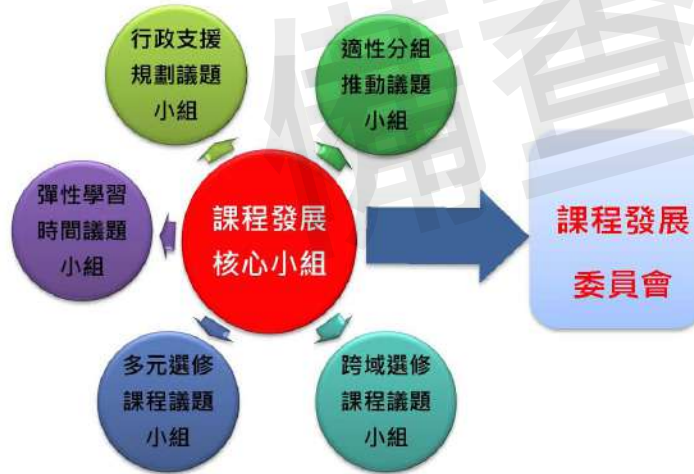 行政支援
規劃議題
小組
適性分組
推動議題
小組
彈性學習
時間議題
小組
課程發展
核心小組
課程發展
委員會
多元選修
課程議題
小組
跨域選修
課程議題
小組
備查